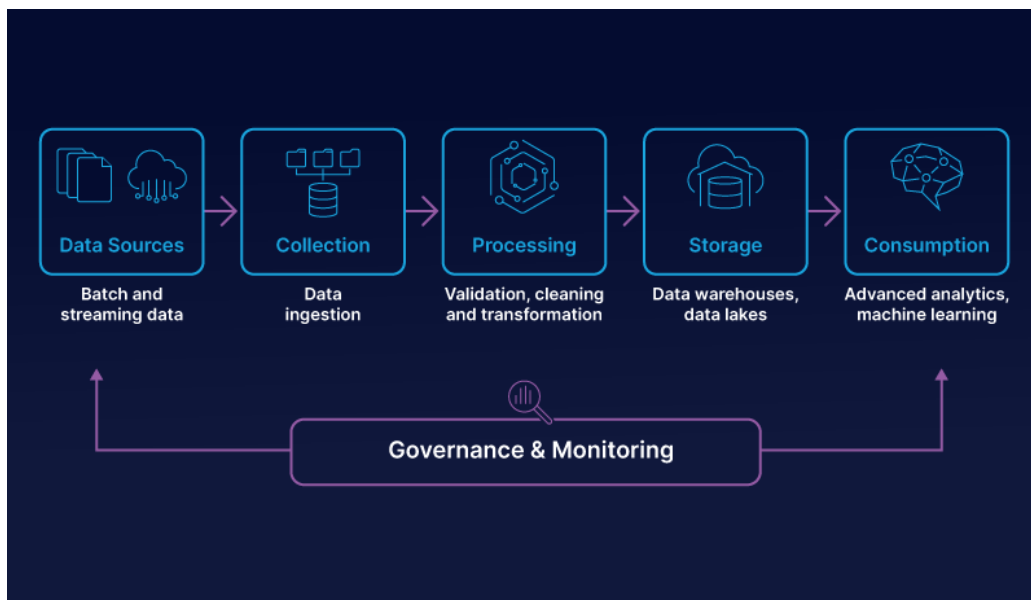 Data Sources
Collection
Processing
Storage
Consumption
Batch and
streaming data
Data
ingestion
Validation, cleaning
and transformation
Data warehouses,
data lakes
Advanced analytics,
machine learning
Governance & Monitoring